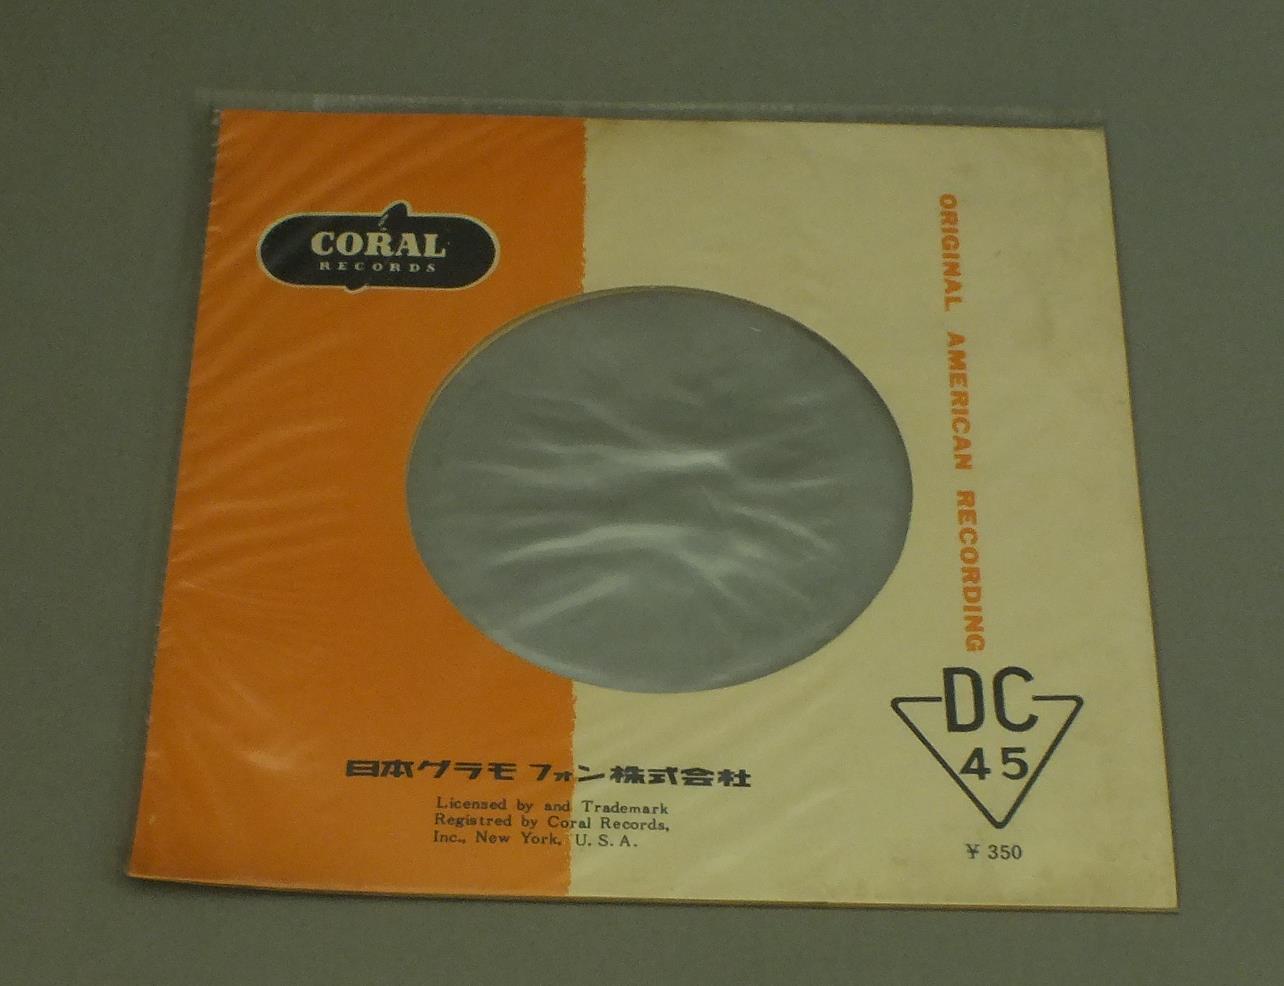 CORAL
RECORDS
ORIGINAL AMERICAN RECORDING
DC
45
¥ 350
日本グラモフォン株式会社
Licensed by and Trademark
Registred by Coral Records,
Inc., New York, U. S. A.